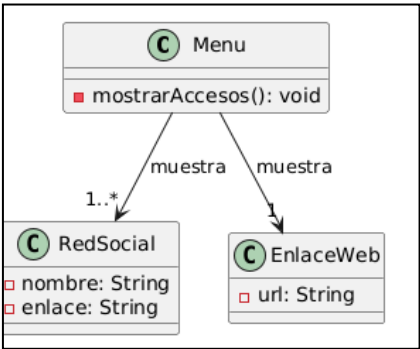 C Menu
mostrarAccesos(): void
muestra muestra
1..* 1
C RedSocial
nombre: String
enlace: String
C EnlaceWeb
url: String